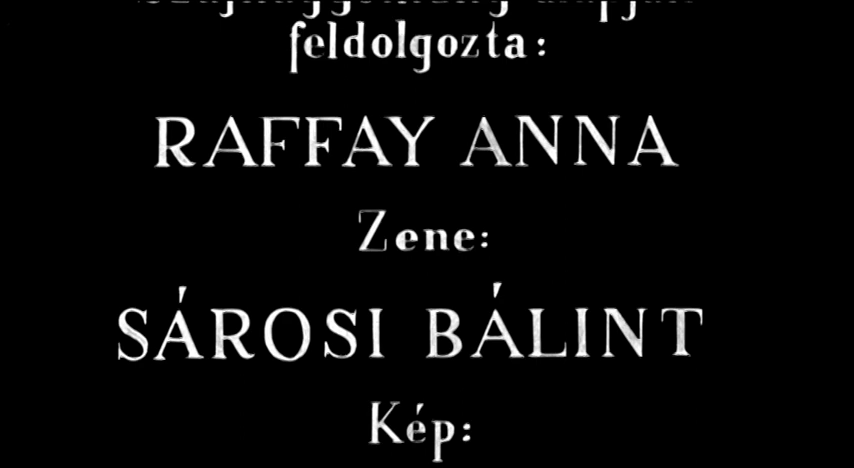 feldolgozta:
RAFFAY ANNA
Zene:
SÁROSI BÁLINT
Kép: